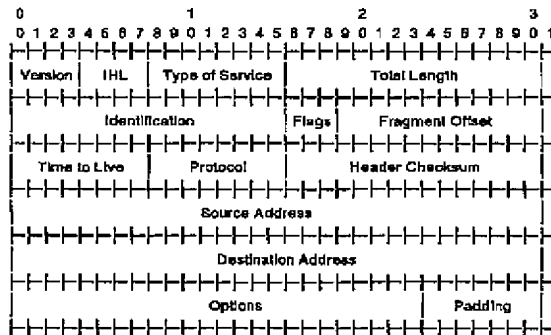 0 1 2 3
0 1 2 3 4 5 6 7 8 9 0 1 2 3 4 5 6 7 8 9 0 1 2 3 4 5 6 7 8 9 0 1
Version IHL Type of Service Total Length
Identification Flags Fragment Offset
Time to Live Protocol Header Checksum
Source Address
Destination Address
Options Padding